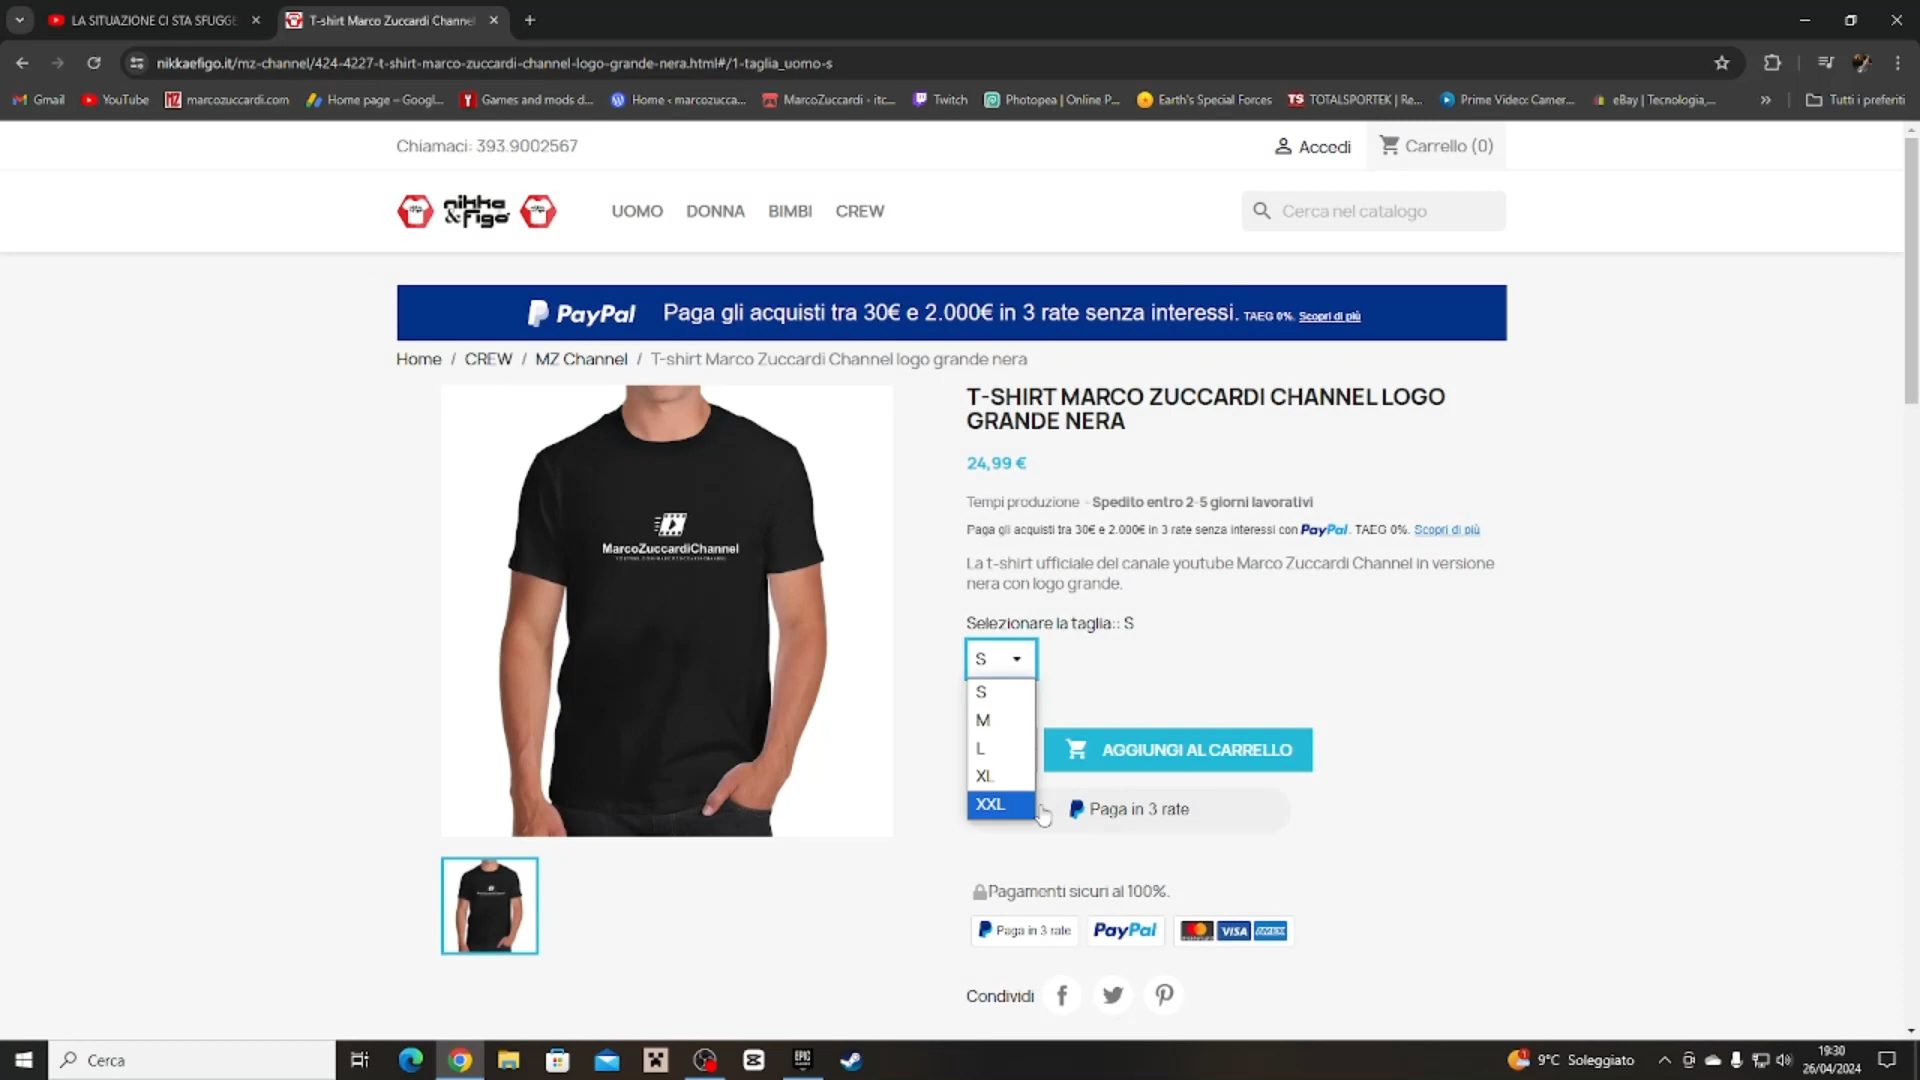 LA SITUAZIONE CI STA SFUGGE
T-shirt Marco Zuccardi Channel
nikkaefigo.it/mz-channel/424-4227-t-shirt-marco-zuccardi-channel-logo-grande-nera.html#/1-taglia_uomo-s
Gmail
YouTube
MZ marcozuccardi.com
Home page – Googl...
Games and mods d...
Home < marcozucca...
MarcoZuccardi - itc...
Twitch
Photopea | Online P...
Earth's Special Forces
TS TOTALSPORTEK | Re...
Prime Video: Camer...
eBay | Tecnologia,...
»
Tutti i preferiti
Chiamaci: 393.9002567
Accedi
Carrello (0)
nikka &figo
UOMO DONNA BIMBI CREW
Cerca nel catalogo
PayPal Paga gli acquisti tra 30€ e 2.000€ in 3 rate senza interessi. TAEG 0%. Scopri di più
Home / CREW / MZ Channel / T-shirt Marco Zuccardi Channel logo grande nera
MarcoZuccardiChannel
T-SHIRT MARCO ZUCCARDI CHANNEL LOGO
GRANDE NERA
24,99 €
Tempi produzione - Spedito entro 2-5 giorni lavorativi
Paga gli acquisti tra 30€ e 2.000€ in 3 rate senza interessi con PayPal. TAEG 0%. Scopri di più
La t-shirt ufficiale del canale youtube Marco Zuccardi Channel in versione
nera con logo grande.
Selezionare la taglia:: S
S
S
M
L
XL
XXL
AGGIUNGI AL CARRELLO
Paga in 3 rate
Pagamenti sicuri al 100%.
Paga in 3 rate
PayPal
VISA
AMEX
Condividi
Cerca
EPIC
9°C Soleggiato
19:30
26/04/2024